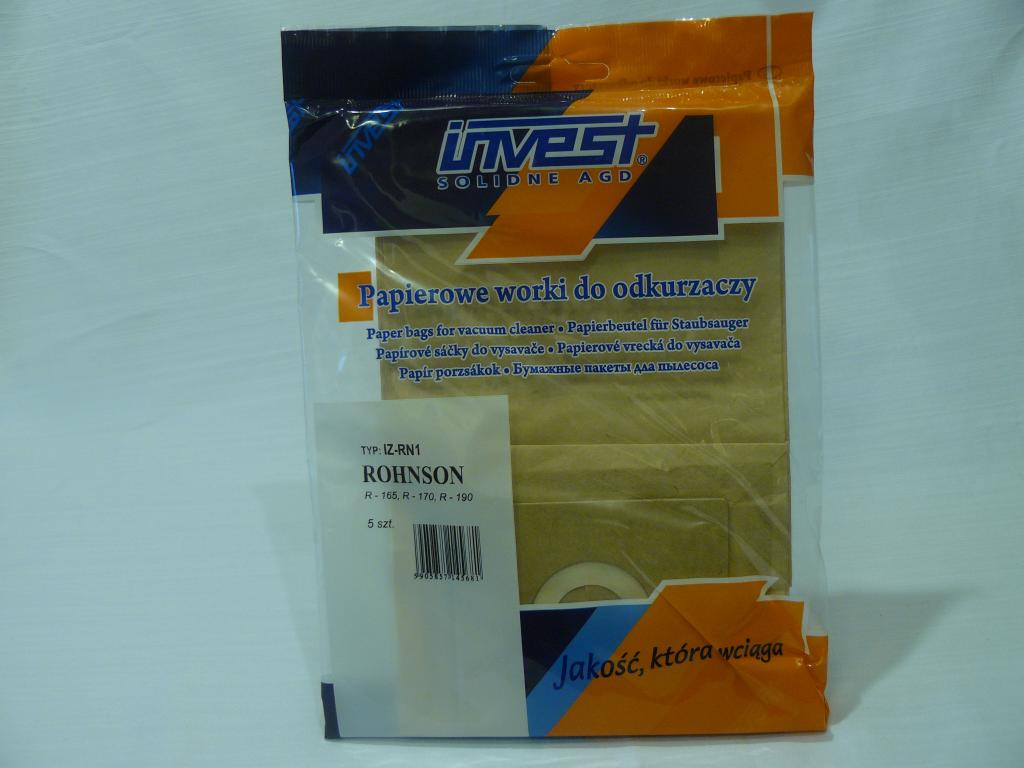 invest
invest®
SOLIDNE AGD
Papierowe worki do odkurzaczy
Paper bags for vacuum cleaner • Papierbeutel für Staubsauger
Papírové sáčky do vysavače • Papierové vrecká do vysavača
Papír porzsákok • Бумажные пакеты для пылесоса
TYP: IZ-RN1
ROHNSON
R - 165, R - 170, R - 190
5 szt.
5905857145681
Jakość, która wciąga